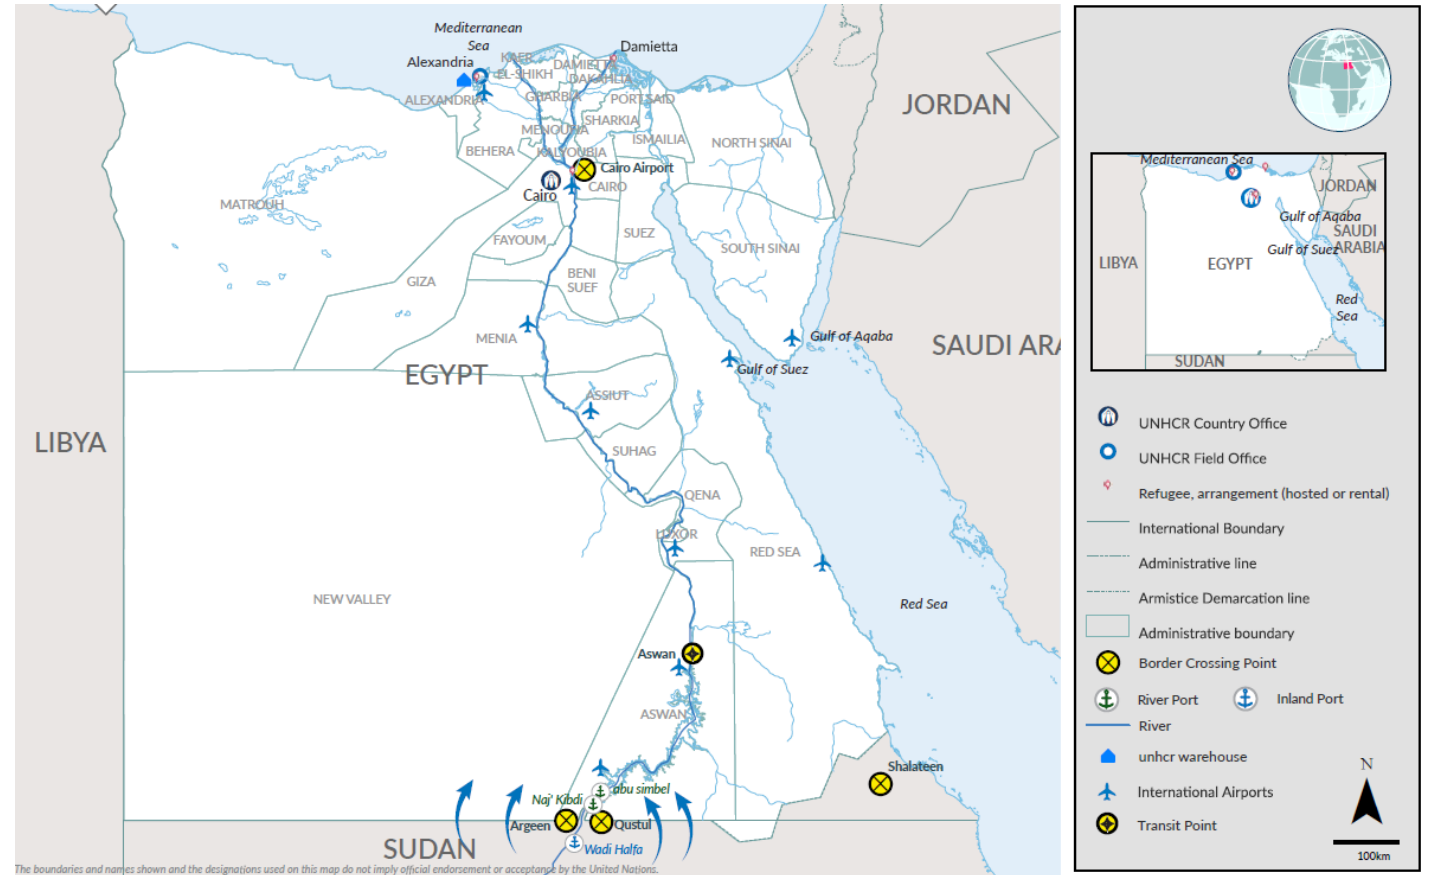 Mediterranean
Sea
Damietta
Alexandria
KAFR
EL-SHIKH
DAMIETTA
DAKAHLIA
ALEXANDRIA
GHARBIA
PORTSAID
SHARKIA
MENOUFIA
ISMAILIA
BEHERA
KALYOUBIA
NORTH SINAI
JORDAN
Cairo Airport
Cairo
CAIRO
MATROUH
FAYOUM
SUEZ
SOUTH SINAI
GIZA
BENI
SUEF
MENIA
Gulf of Aqaba
SAUDI ARA
Gulf of Suez
EGYPT
ASSIUT
LIBYA
SUHAG
QENA
LUXOR
RED SEA
NEW VALLEY
Red Sea
Aswan
ASWAN
Shalateen
abu simbel
Naj' Kibdi
Argeen
Qustul
SUDAN
Wadi Halfa
The boundaries and names shown and the designations used on this map do not imply official endorsement or acceptance by the United Nations.
Mediterranean Sea
JORDAN
Gulf of Aqaba
SAUDI
ARABIA
Gulf of Suez
LIBYA
EGYPT
Red
Sea
SUDAN
UNHCR Country Office
UNHCR Field Office
Refugee, arrangement (hosted or rental)
International Boundary
Administrative line
Armistice Demarcation line
Administrative boundary
Border Crossing Point
River Port
Inland Port
River
unhcr warehouse
International Airports
Transit Point
N
100km